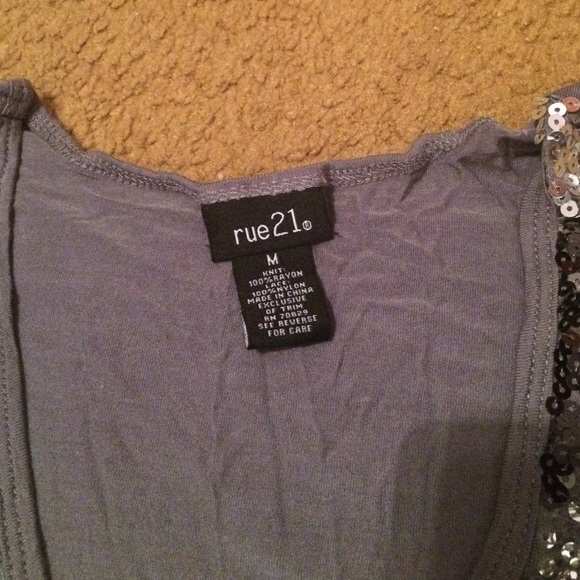 rue21®
M
KNIT:
100%RAYON
LACE:
100%NYLON
MADE IN CHINA
EXCLUSIVE
OF TRIM
RN 70829
SEE REVERSE
FOR CARE